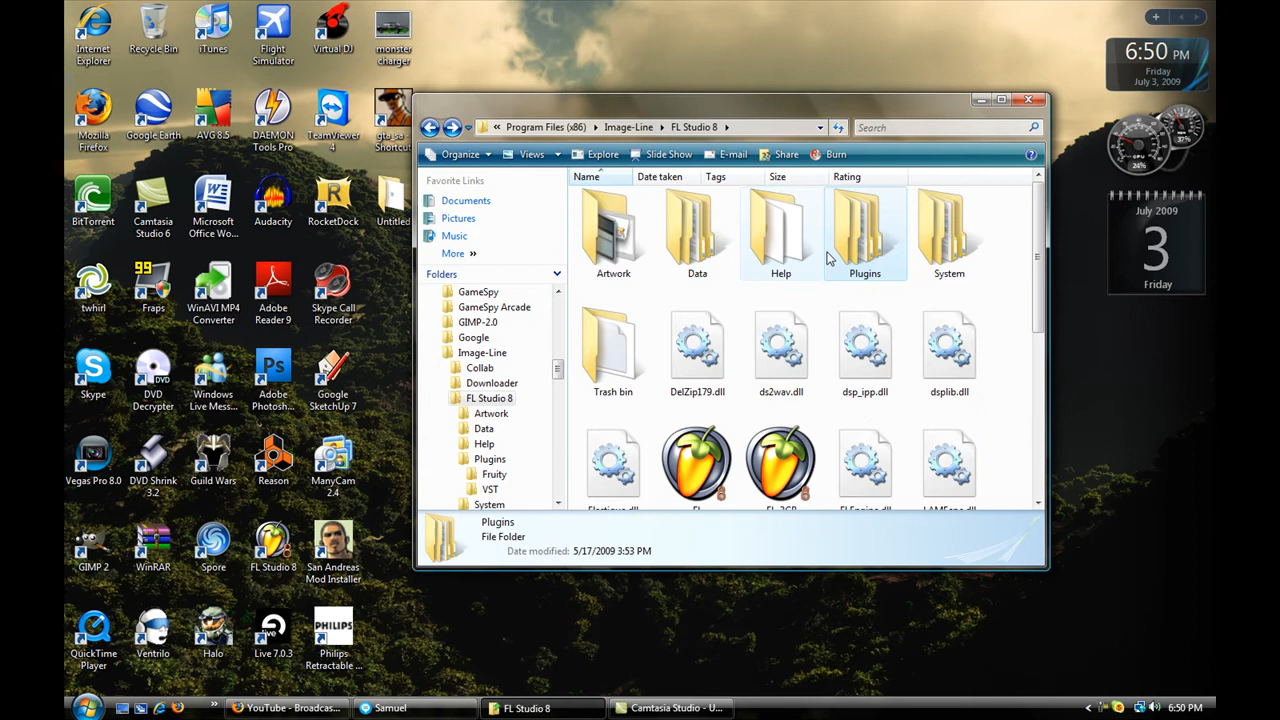 Internet Explorer
Recycle Bin
iTunes
Flight Simulator
Virtual DJ
monster charger
Mozilla Firefox
Google Earth
AVG 8.5
DAEMON Tools Pro
TeamViewer 4
gta_sa - Shortcut
BitTorrent
Camtasia Studio 6
Microsoft Office Wo...
Audacity
RocketDock
Untitled
twhirl
99
Fraps
WinAVI MP4 Converter
Adobe Reader 9
Skype Call Recorder
Skype
DVD Decrypter
Windows Live Mess...
Adobe Photosh...
Google SketchUp 7
Vegas Pro 8.0
DVD Shrink 3.2
Guild Wars
Reason
ManyCam 2.4
GIMP 2
WinRAR
Spore
FL Studio 8
San Andreas Mod Installer
QuickTime Player
Ventrilo
Halo
live
Live 7.0.3
PHILIPS
Philips Retractable ...
« Program Files (x86) Image-Line FL Studio 8
Search
Organize Views Explore Slide Show E-mail Share Burn
Favorite Links
Documents
Pictures
Music
More »
Folders
GameSpy
GameSpy Arcade
GIMP-2.0
Google
Image-Line
Collab
Downloader
FL Studio 8
Artwork
Data
Help
Plugins
Fruity
VST
System
Name Date taken Tags Size Rating
Artwork Data Help Plugins System
Trash bin DelZip179.dll ds2wav.dll dsp_ipp.dll dsplib.dll
Plugins
File Folder
Date modified: 5/17/2009 3:53 PM
6:50 PM
Friday
July 3, 2009
37%
CPU
24%
July 2009
3
Friday
YouTube - Broadcas...
Samuel
FL Studio 8
Camtasia Studio - U...
6:50 PM